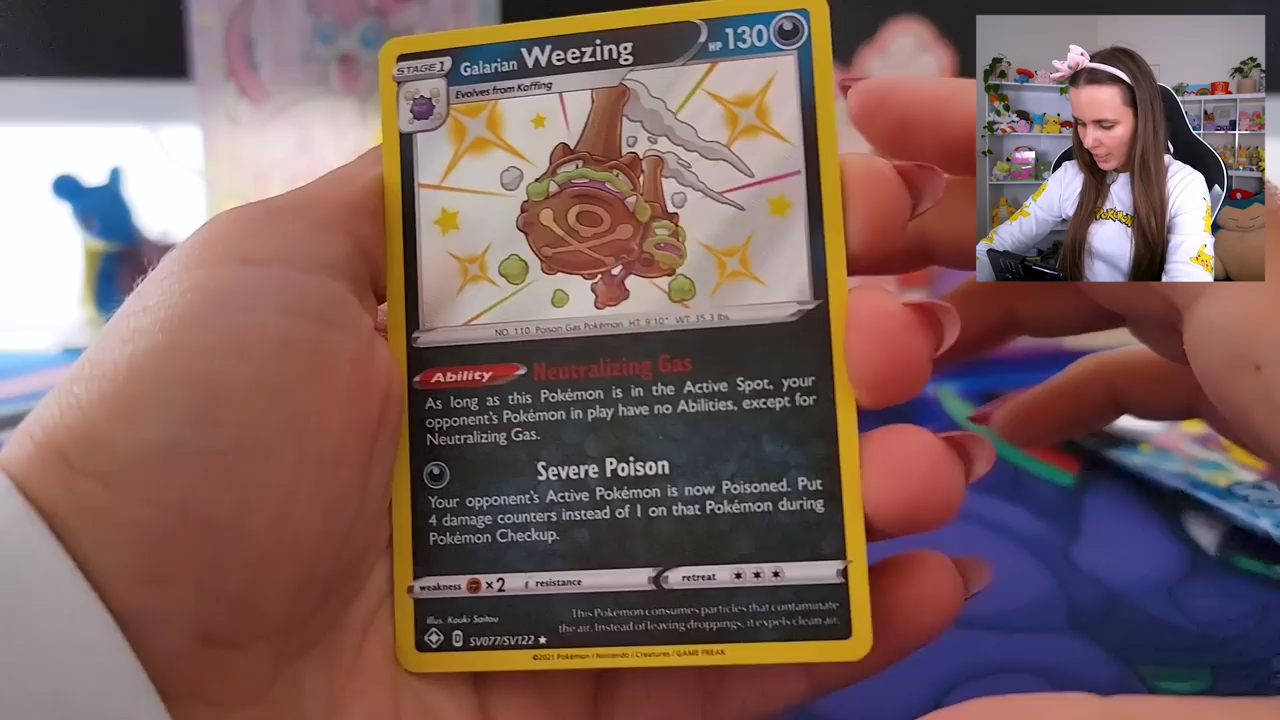 STAGE 1
Galarian Weezing
HP 130
Evolves from Koffing
NO. 110 Poison Gas Pokémon HT: 9'10" WT: 35.3 lbs.
Ability Neutralizing Gas
As long as this Pokémon is in the Active Spot, your
opponent's Pokémon in play have no Abilities, except for
Neutralizing Gas.
Severe Poison
Your opponent's Active Pokémon is now Poisoned. Put
4 damage counters instead of 1 on that Pokémon during
Pokémon Checkup.
weakness ×2 resistance retreat
Illus. Kouki Saitou
This Pokémon consumes particles that contaminate
the air. Instead of leaving droppings, it expels clean air.
D SV077/SV122
©2021 Pokémon / Nintendo / Creatures / GAME FREAK
POKÉMON